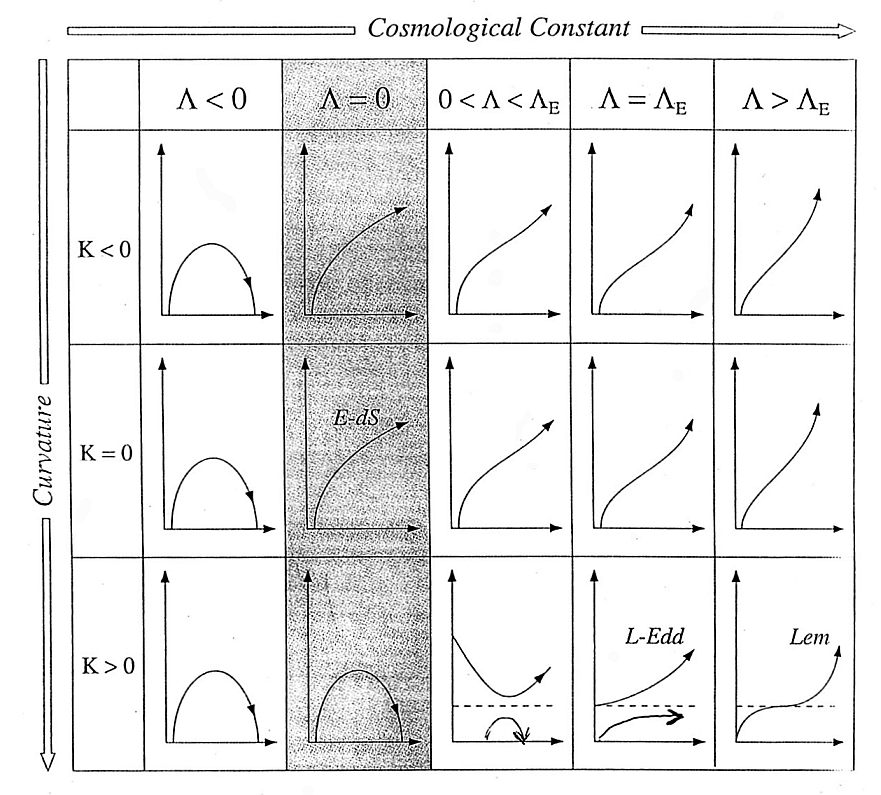 Cosmological Constant
Λ < 0
Λ = 0
0 < Λ < Λ_E
Λ = Λ_E
Λ > Λ_E
Curvature
K < 0
K = 0
E-dS
K > 0
L-Edd
Lem